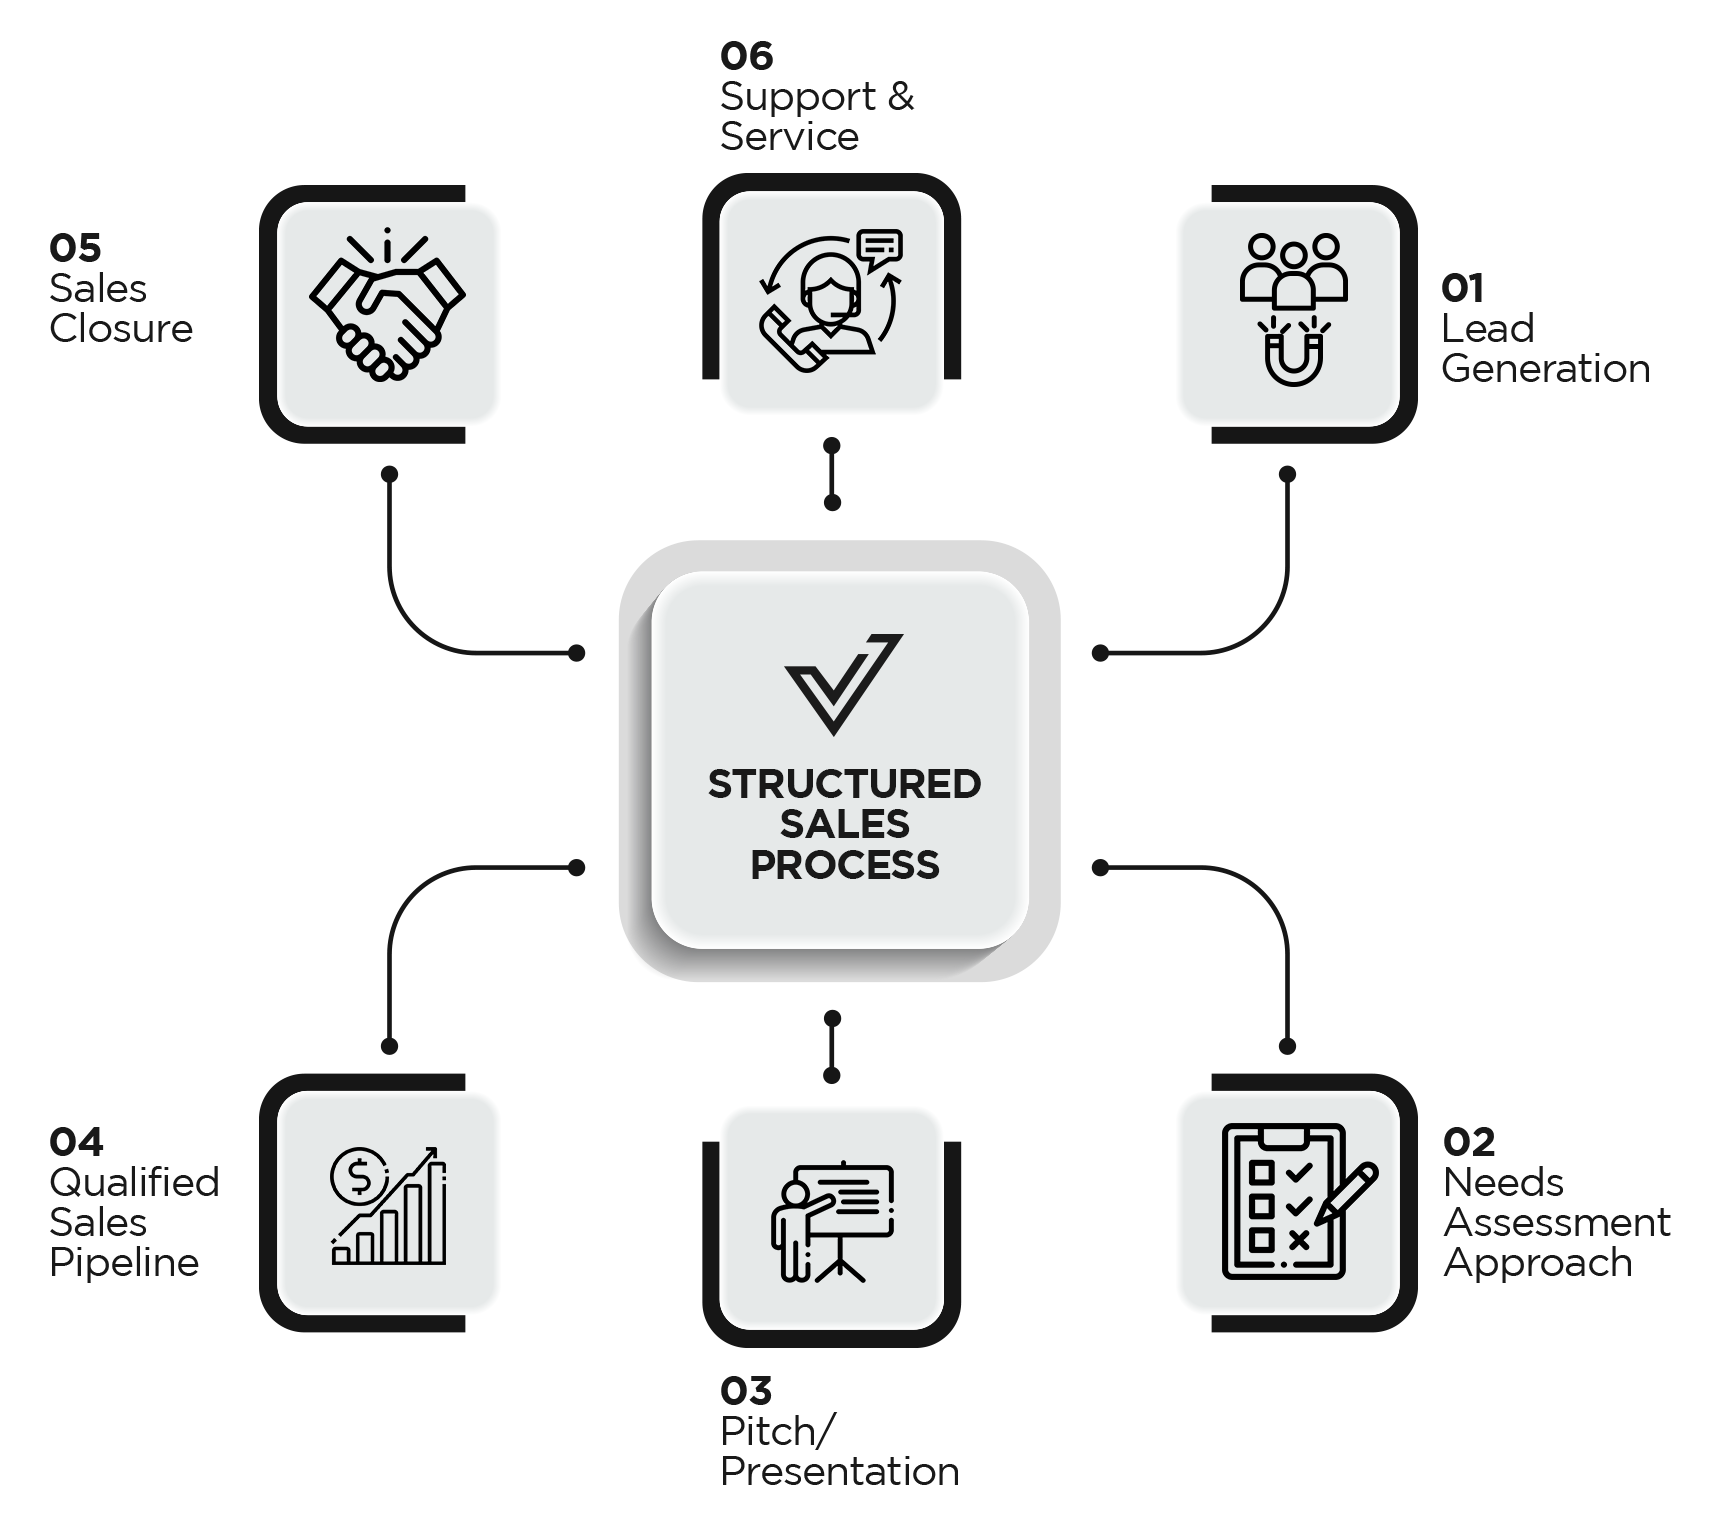 06
Support &
Service
05
Sales
Closure
01
Lead
Generation
STRUCTURED
SALES
PROCESS
04
Qualified
Sales
Pipeline
02
Needs
Assessment
Approach
03
Pitch/
Presentation